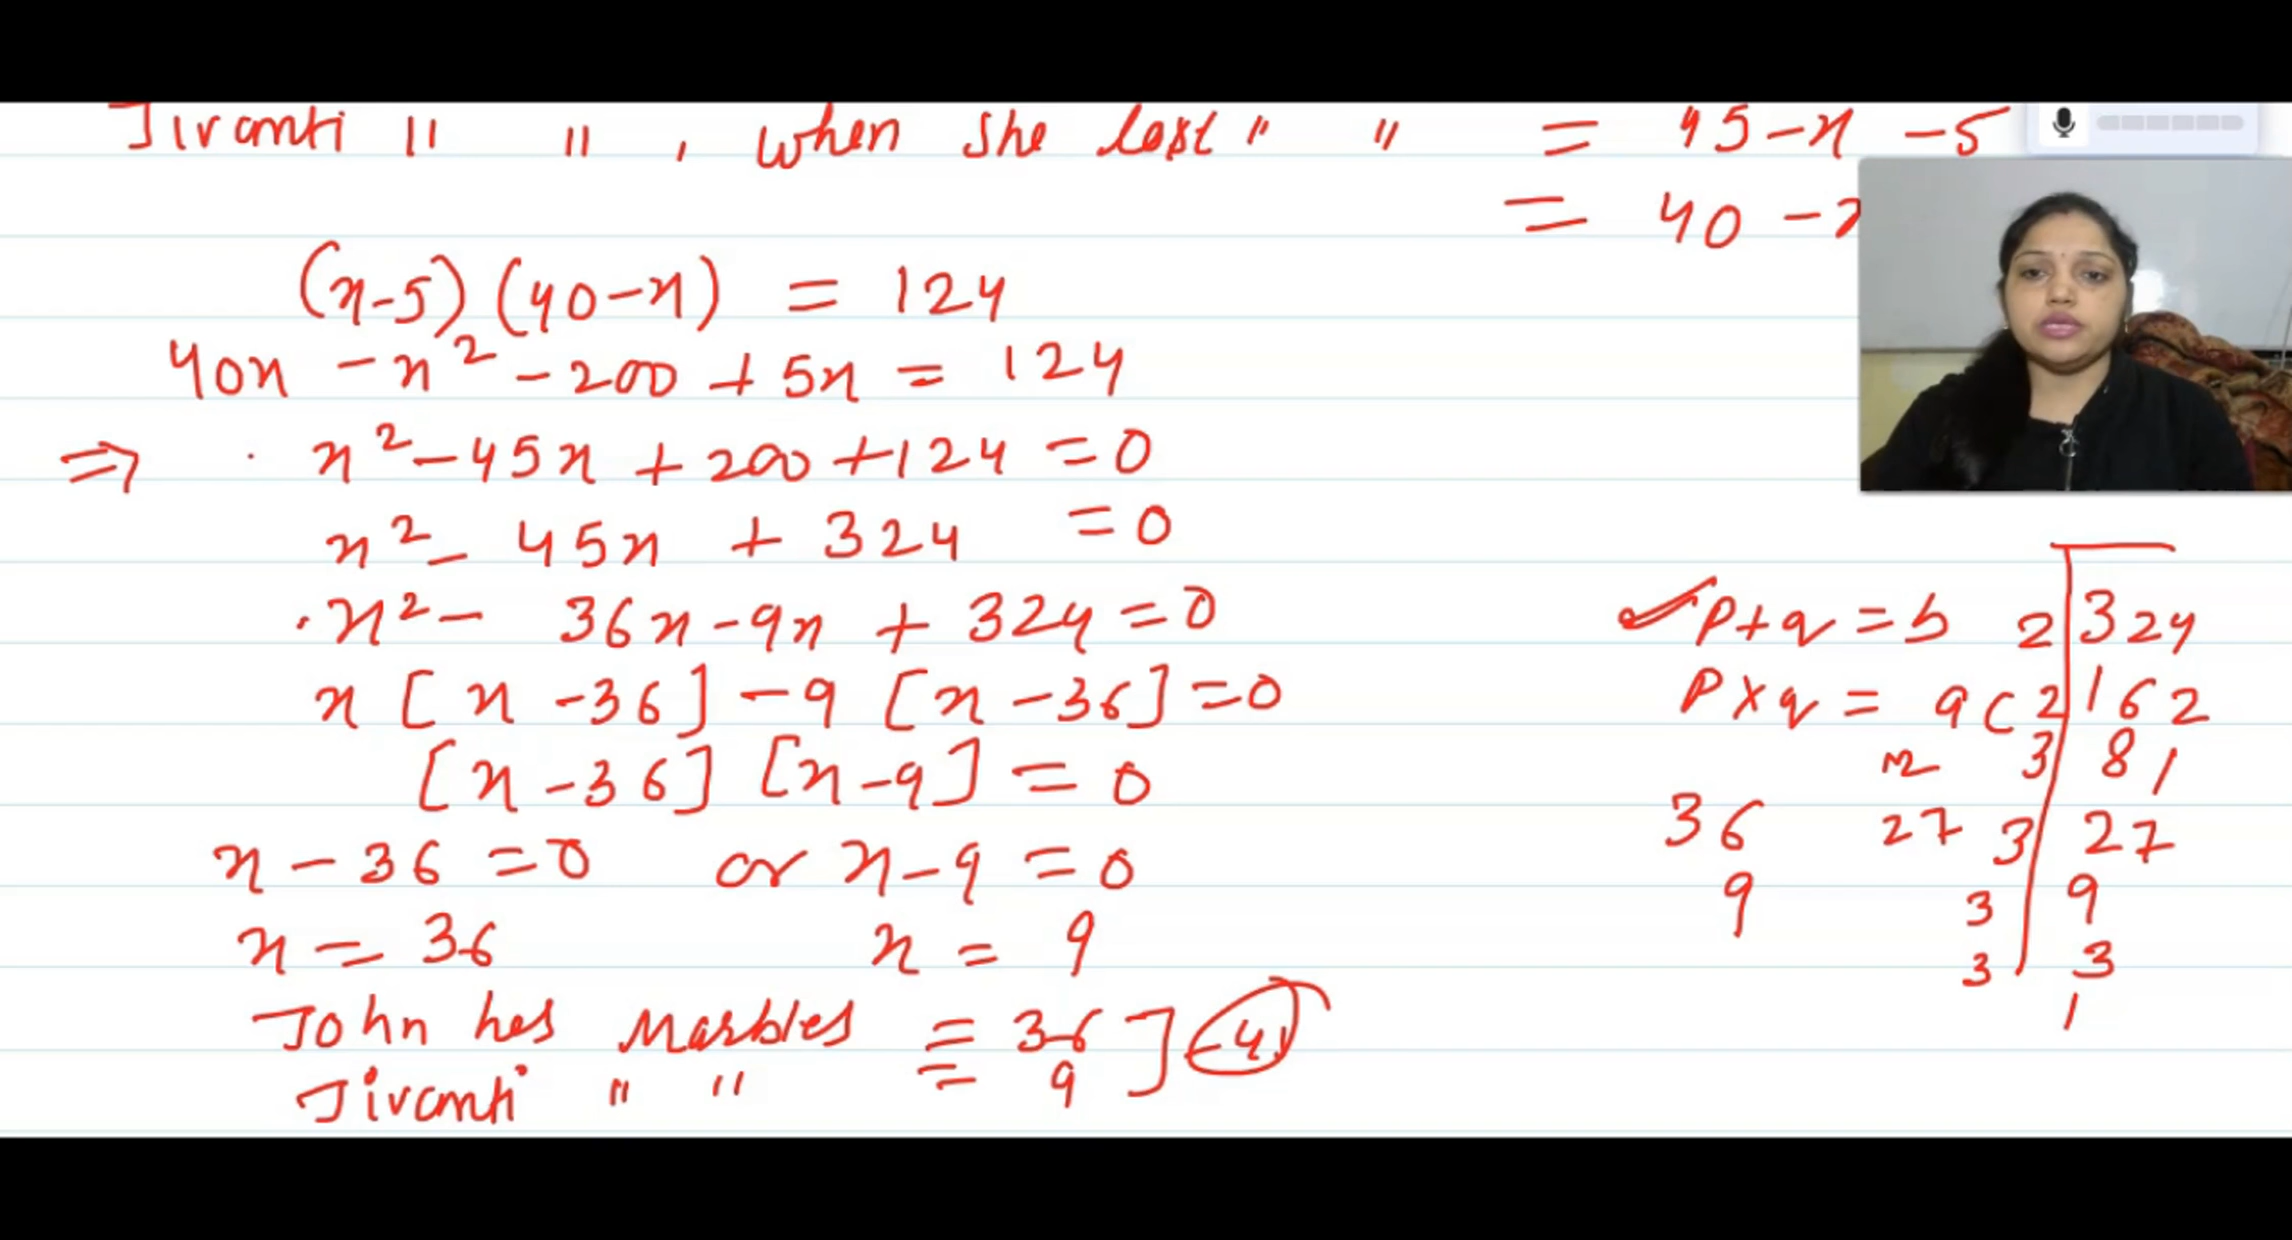 Jivanti " ", when she lost " " = 45-x -5
= 40 -x
(x-5) (40-x) = 124
40x - x² - 200 + 5x = 124
⇒ x² - 45x + 200 + 124 = 0
x² - 45x + 324 = 0
x² - 36x - 9x + 324 = 0
x [x - 36] - 9 [x - 36] = 0
[x - 36] [x - 9] = 0
x - 36 = 0 or x - 9 = 0
x = 36 x = 9
John hes Marbles = 36
Jivanti " " = 9
P+q = b
P×q = ac
36 27
9
2 324
2 162
3 81
3 27
3 9
3 3
1